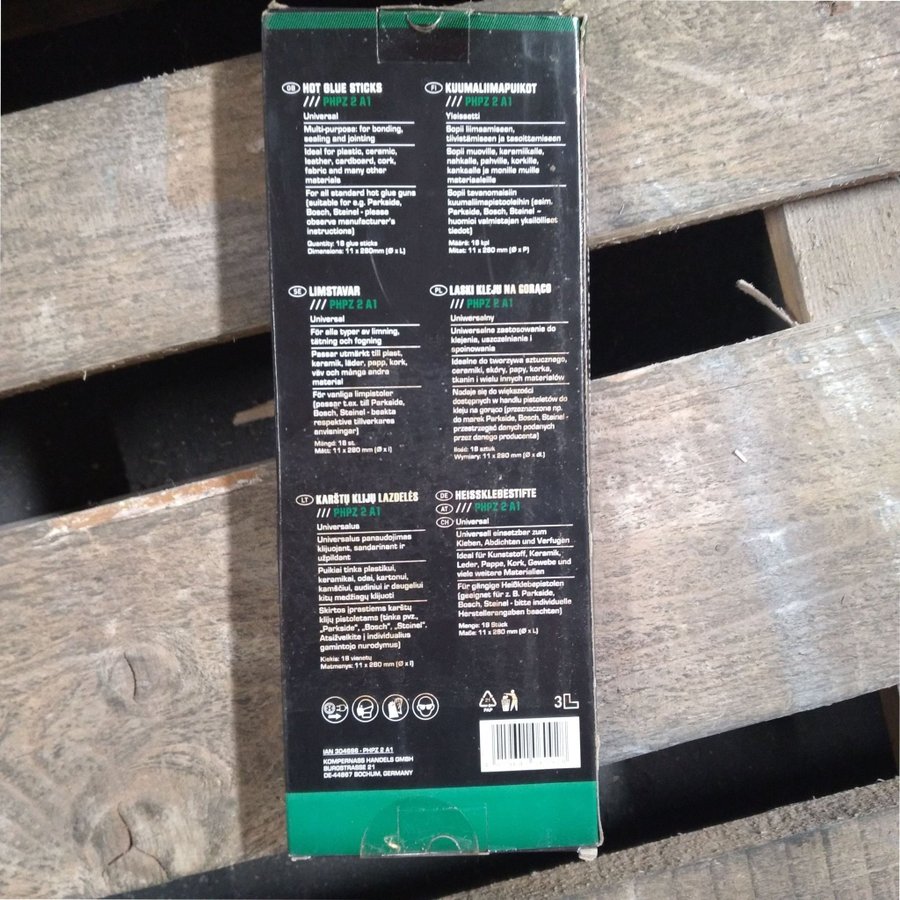 GB HOT GLUE STICKS
/// PHPZ 2 A1
Universal
Multi-purpose: for bonding,
sealing and jointing
Ideal for plastic, ceramic,
leather, cardboard, cork,
fabric and many other
materials
For all standard hot glue guns
(suitable for e.g. Parkside,
Bosch, Steinel - please
observe manufacturer's
instructions)
Quantity: 18 glue sticks
Dimensions: 11 x 280mm (Ø x L)
FI KUUMALIIMAPUIKOT
/// PHPZ 2 A1
Yleissetti
Sopii liimaamiseen,
tiivistämiseen ja tasoittamiseen
Sopii muoville, keramiikalle,
nahkalle, pahville, korkille,
kankaalle ja monille muille
materiaaleille
Sopii tavanomaisiin
kuumaliimapistooleihin (esim.
Parkside, Bosch, Steinel –
huomioi valmistajan yksilölliset
tiedot)
Määrä: 18 kpl
Mitat: 11 x 280 mm (Ø x P)
SE LIMSTAVAR
/// PHPZ 2 A1
Universal
För alla typer av limning,
tätning och fogning
Passar utmärkt till plast,
keramik, läder, papp, kork,
väv och många andra
material
För vanliga limpistoler
(passar t.ex. till Parkside,
Bosch, Steinel - beakta
respektive tillverkares
anvisningar)
Mängd: 18 st.
Mått: 11 x 280 mm (Ø x l)
PL LASKI KLEJU NA GORĄCO
/// PHPZ 2 A1
Uniwersalny
Uniwersalne zastosowanie do
klejenia, uszczelnienia i
spoinowania
Idealne do tworzywa sztucznego,
ceramiki, skóry, papy, korka,
tkanin i wielu innych materiałów
Nadaje się do większości
dostępnych w handlu pistoletów do
kleju na gorąco (przeznaczone np.
do marek Parkside, Bosch, Steinel -
przestrzegać danych podanych
przez danego producenta)
Ilość: 18 sztuk
Wymiary: 11 x 280 mm (Ø x dł.)
LT KARŠTŲ KLIJŲ LAZDELĖS
/// PHPZ 2 A1
Universalus
Universalus panaudojimas
klijuojant, sandarinant ir
užpildant
Puikiai tinka plastikui,
keramikai, odai, kartonui,
kamščiui, audiniui ir daugeliui
kitų medžiagų klijuoti
Skirtos įprastiems karštų
klijų pistoletams (tinka pvz.,
„Parkside", „Bosch", „Steinel".
Atsižvelkite į individualius
gamintojo nurodymus)
Kiekis: 18 vienetų
Matmenys: 11 x 280 mm (Ø x l)
DE AT CH HEISSKLEBESTIFTE
/// PHPZ 2 A1
Universal
Universell einsetzbar zum
Kleben, Abdichten und Verfugen
Ideal für Kunststoff, Keramik,
Leder, Pappe, Kork, Gewebe und
viele weitere Materialien
Für gängige Heißklebepistolen
(geeignet für z. B. Parkside,
Bosch, Steinel - bitte individuelle
Herstellerangaben beachten)
Menge: 18 Stück
Maße: 11 x 280 mm (Ø x L)
PAP
3L
IAN 304686 - PHPZ 2 A1
KOMPERNASS HANDELS GMBH
BURGSTRASSE 21
DE-44867 BOCHUM, GERMANY